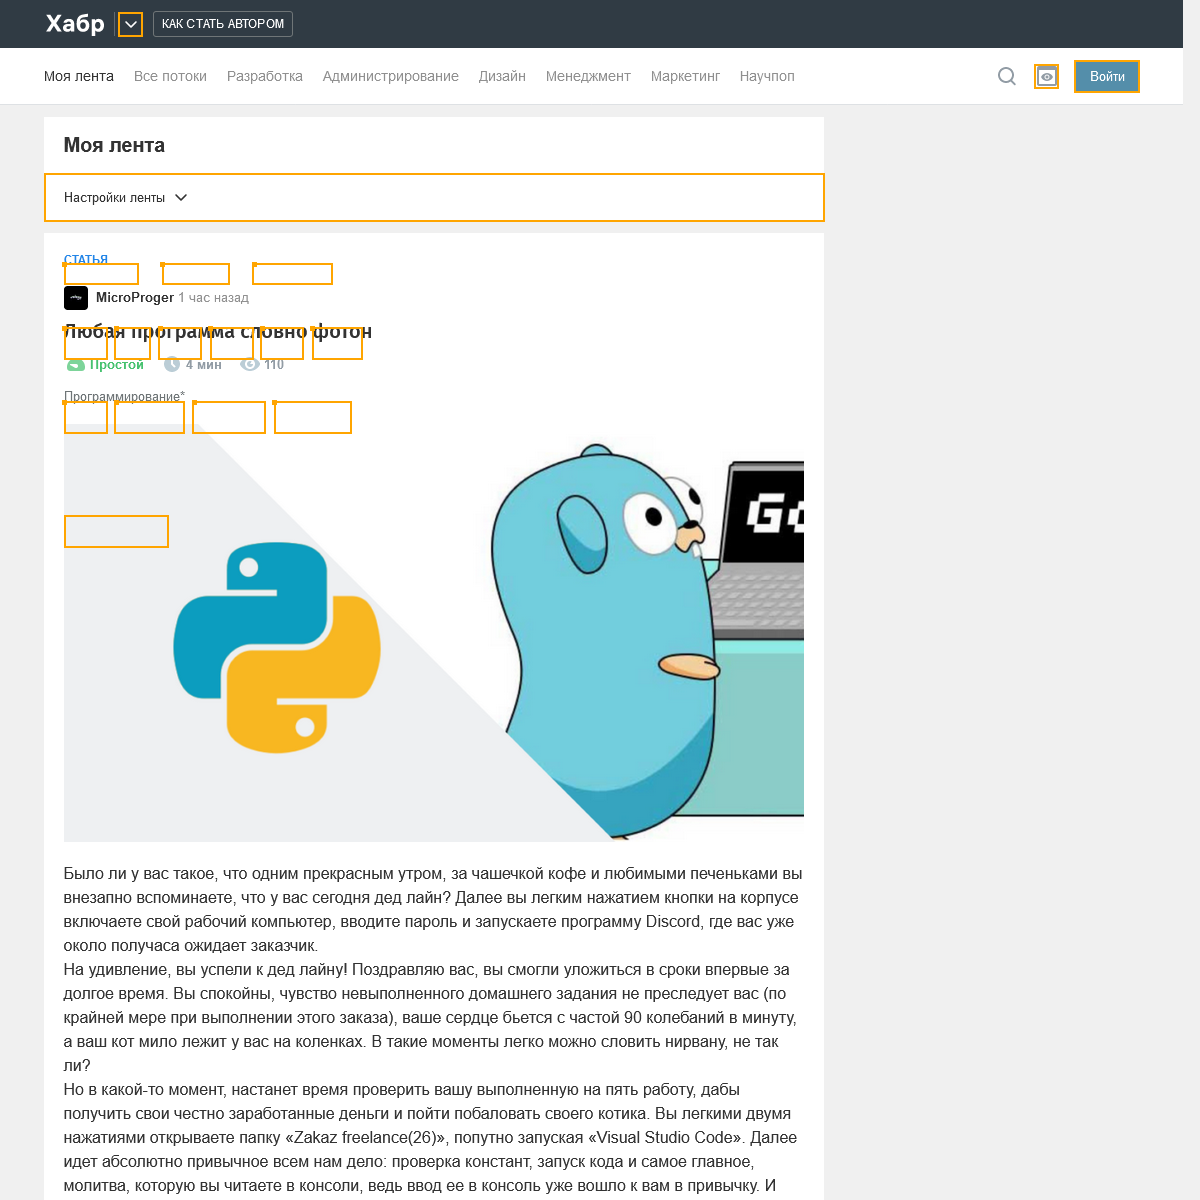 Хабр
КАК СТАТЬ АВТОРОМ
Моя лента Все потоки Разработка Администрирование Дизайн Менеджмент Маркетинг Научпоп
Войти
Моя лента
Настройки ленты
СТАТЬЯ
MicroProger 1 час назад
Любая программа словно фотон
Простой 4 мин 110
Программирование*
Go
Было ли у вас такое, что одним прекрасным утром, за чашечкой кофе и любимыми печеньками вы
внезапно вспоминаете, что у вас сегодня дед лайн? Далее вы легким нажатием кнопки на корпусе
включаете свой рабочий компьютер, вводите пароль и запускаете программу Discord, где вас уже
около получаса ожидает заказчик.
На удивление, вы успели к дед лайну! Поздравляю вас, вы смогли уложиться в сроки впервые за
долгое время. Вы спокойны, чувство невыполненного домашнего задания не преследует вас (по
крайней мере при выполнении этого заказа), ваше сердце бьется с частой 90 колебаний в минуту,
а ваш кот мило лежит у вас на коленках. В такие моменты легко можно словить нирвану, не так
ли?
Но в какой-то момент, настанет время проверить вашу выполненную на пять работу, дабы
получить свои честно заработанные деньги и пойти побаловать своего котика. Вы легкими двумя
нажатиями открываете папку «Zakaz freelance(26)», попутно запуская «Visual Studio Code». Далее
идет абсолютно привычное всем нам дело: проверка констант, запуск кода и самое главное,
молитва, которую вы читаете в консоли, ведь ввод ее в консоль уже вошло к вам в привычку. И